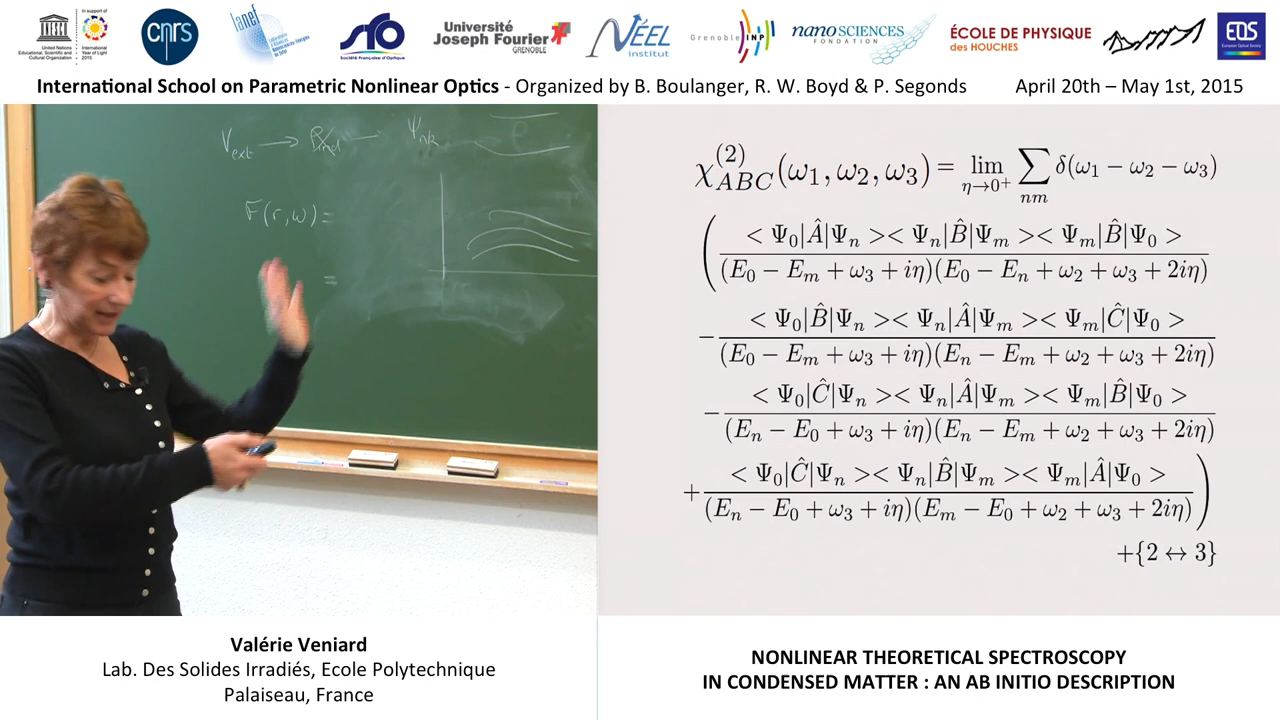 United Nations
Educational, Scientific and
Cultural Organization
In support of
International
Year of Light
2015
cnrs
lanef
SFO
Société Française d'Optique
Université
Joseph Fourier
GRENOBLE
NÉEL
institut
Grenoble INP
nanoSCIENCES
FONDATION
ÉCOLE DE PHYSIQUE
des HOUCHES
EOS
European Optical Society
International School on Parametric Nonlinear Optics - Organized by B. Boulanger, R. W. Boyd & P. Segonds April 20th – May 1st, 2015
V_ext → → Ψ_nk
F(r,ω) =
=
χ^{(2)}_{ABC}(ω₁, ω₂, ω₃) = lim_{η→0⁺} ∑_{nm} δ(ω₁ − ω₂ − ω₃)
( < Ψ₀|Â|Ψₙ >< Ψₙ|B̂|Ψₘ >< Ψₘ|B̂|Ψ₀ >
(E₀ − Eₘ + ω₃ + iη)(E₀ − Eₙ + ω₂ + ω₃ + 2iη)
− < Ψ₀|B̂|Ψₙ >< Ψₙ|Â|Ψₘ >< Ψₘ|Ĉ|Ψ₀ >
(E₀ − Eₘ + ω₃ + iη)(Eₙ − Eₘ + ω₂ + ω₃ + 2iη)
− < Ψ₀|Ĉ|Ψₙ >< Ψₙ|Â|Ψₘ >< Ψₘ|B̂|Ψ₀ >
(Eₙ − E₀ + ω₃ + iη)(Eₙ − Eₘ + ω₂ + ω₃ + 2iη)
+ < Ψ₀|Ĉ|Ψₙ >< Ψₙ|B̂|Ψₘ >< Ψₘ|Â|Ψ₀ > )
(Eₙ − E₀ + ω₃ + iη)(Eₘ − E₀ + ω₂ + ω₃ + 2iη)
+{2 ↔ 3}
Valérie Veniard
Lab. Des Solides Irradiés, Ecole Polytechnique
Palaiseau, France
NONLINEAR THEORETICAL SPECTROSCOPY
IN CONDENSED MATTER : AN AB INITIO DESCRIPTION